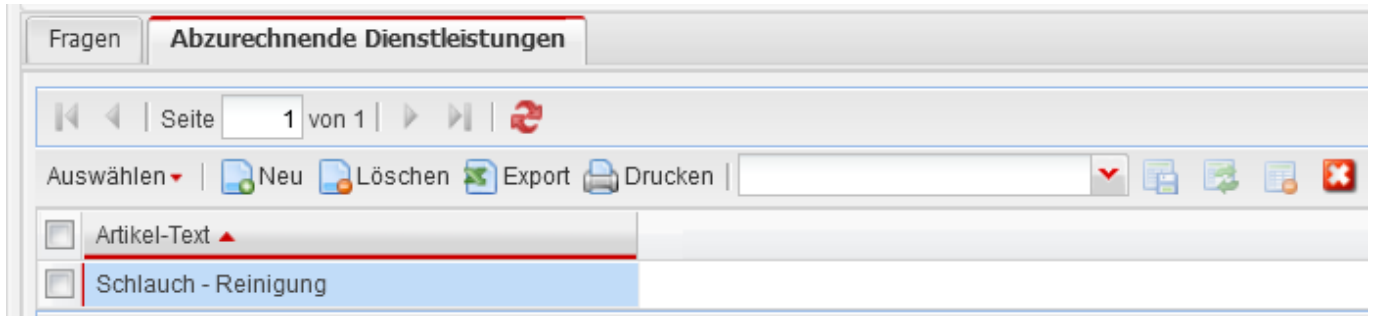 Fragen Abzurechnende Dienstleistungen
Seite 1 von 1
Auswählen Neu Löschen Export Drucken
Artikel-Text
Schlauch - Reinigung